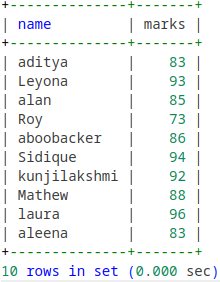 +--------------+-------+
| name         | marks |
+--------------+-------+
| aditya       |    83 |
| Leyona       |    93 |
| alan         |    85 |
| Roy          |    73 |
| aboobacker   |    86 |
| Sidique      |    94 |
| kunjilakshmi |    92 |
| Mathew       |    88 |
| laura        |    96 |
| aleena       |    83 |
+--------------+-------+
10 rows in set (0.000 sec)